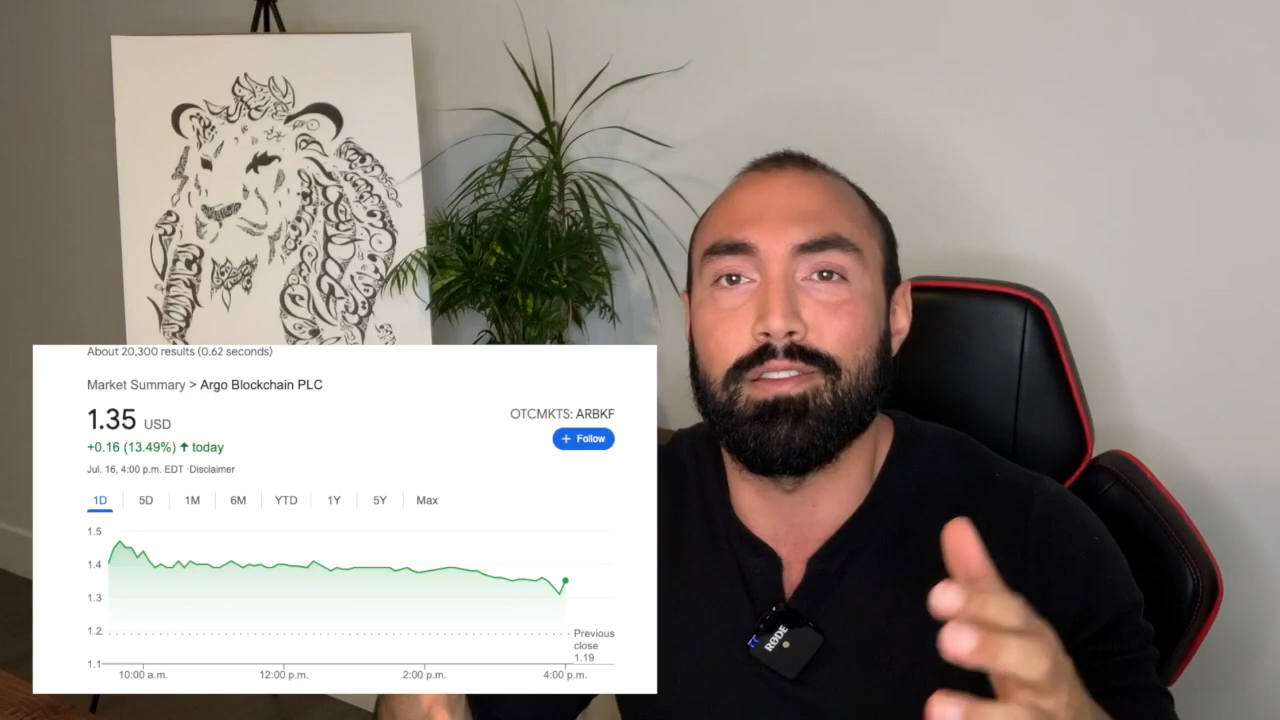 About 20,300 results (0.62 seconds)
Market Summary > Argo Blockchain PLC
1.35 USD
OTCMKTS: ARBKF
+0.16 (13.49%) ↑ today
+ Follow
Jul. 16, 4:00 p.m. EDT ·Disclaimer
1D 5D 1M 6M YTD 1Y 5Y Max
1.5
1.4
1.3
1.2
Previous
close
1.19
1.1
10:00 a.m. 12:00 p.m. 2:00 p.m. 4:00 p.m.
RØDE